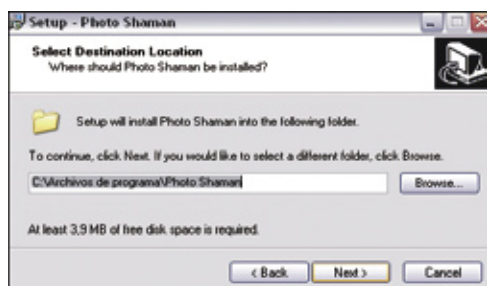 Setup - Photo Shaman
Select Destination Location
Where should Photo Shaman be installed?
Setup will install Photo Shaman into the following folder.
To continue, click Next. If you would like to select a different folder, click Browse.
C:\Archivos de programa\Photo Shaman
Browse...
At least 3,9 MB of free disk space is required.
< Back
Next >
Cancel